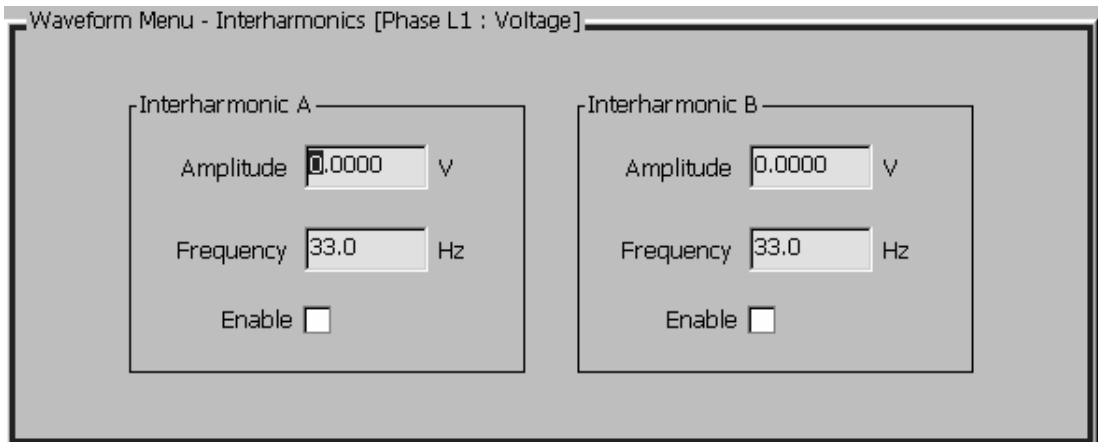 Waveform Menu - Interharmonics [Phase L1 : Voltage]
Interharmonic A
Amplitude 0.0000 V
Frequency 33.0 Hz
Enable
Interharmonic B
Amplitude 0.0000 V
Frequency 33.0 Hz
Enable